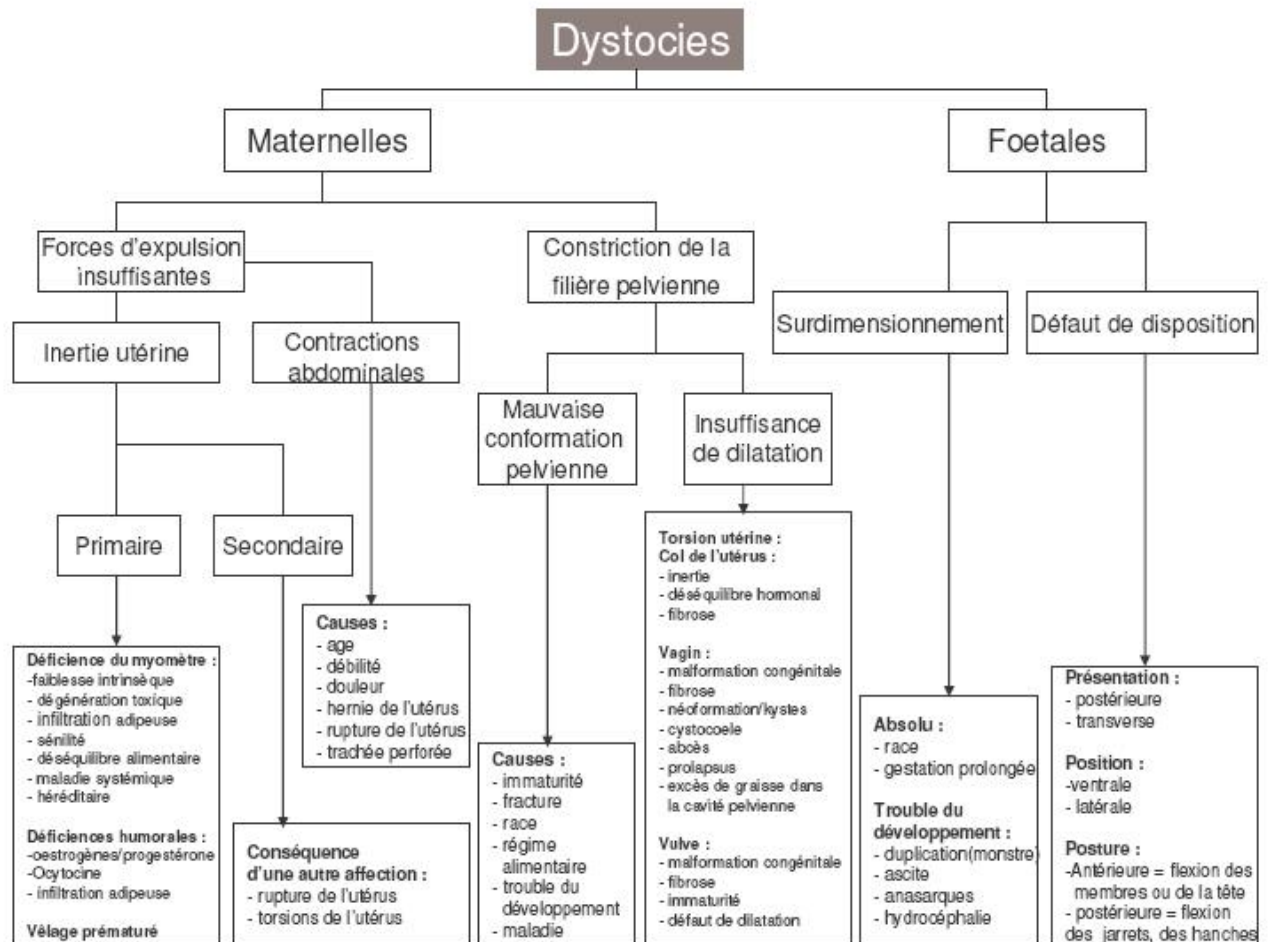 Dystocies
Maternelles
Foetales
Forces d'expulsion
insuffisantes
Constriction de la
filière pelvienne
Surdimensionnement
Défaut de disposition
Inertie utérine
Contractions
abdominales
Mauvaise
conformation
pelvienne
Insuffisance
de dilatation
Primaire
Secondaire
Déficience du myomètre :
-faiblesse intrinsèque
- dégénération toxique
- infiltration adipeuse
- sénilité
- déséquilibre alimentaire
- maladie systémique
- héréditaire
Déficiences humorales :
-oestrogènes/progestérone
-Ocytocine
- infiltration adipeuse
Vêlage prématuré
Conséquence
d'une autre affection :
- rupture de l'utérus
- torsions de l'utérus
Causes :
- age
- débilité
- douleur
- hernie de l'utérus
- rupture de l'utérus
- trachée perforée
Causes :
- immaturité
- fracture
- race
- régime
alimentaire
- trouble du
développement
- maladie
Torsion utérine :
Col de l'utérus :
- inertie
- déséquilibre hormonal
- fibrose
Vagin :
- malformation congénitale
- fibrose
- néoformation/kystes
- cystocoele
- abcès
- prolapsus
- excès de graisse dans
la cavité pelvienne
Vulve :
- malformation congénitale
- fibrose
- immaturité
- défaut de dilatation
Absolu :
- race
- gestation prolongée
Trouble du
développement :
- duplication(monstre)
- ascite
- anasarques
- hydrocéphalie
Présentation :
- postérieure
- transverse
Position :
-ventrale
- latérale
Posture :
-Antérieure = flexion des
membres ou de la tête
- postérieure = flexion
des jarrets, des hanches